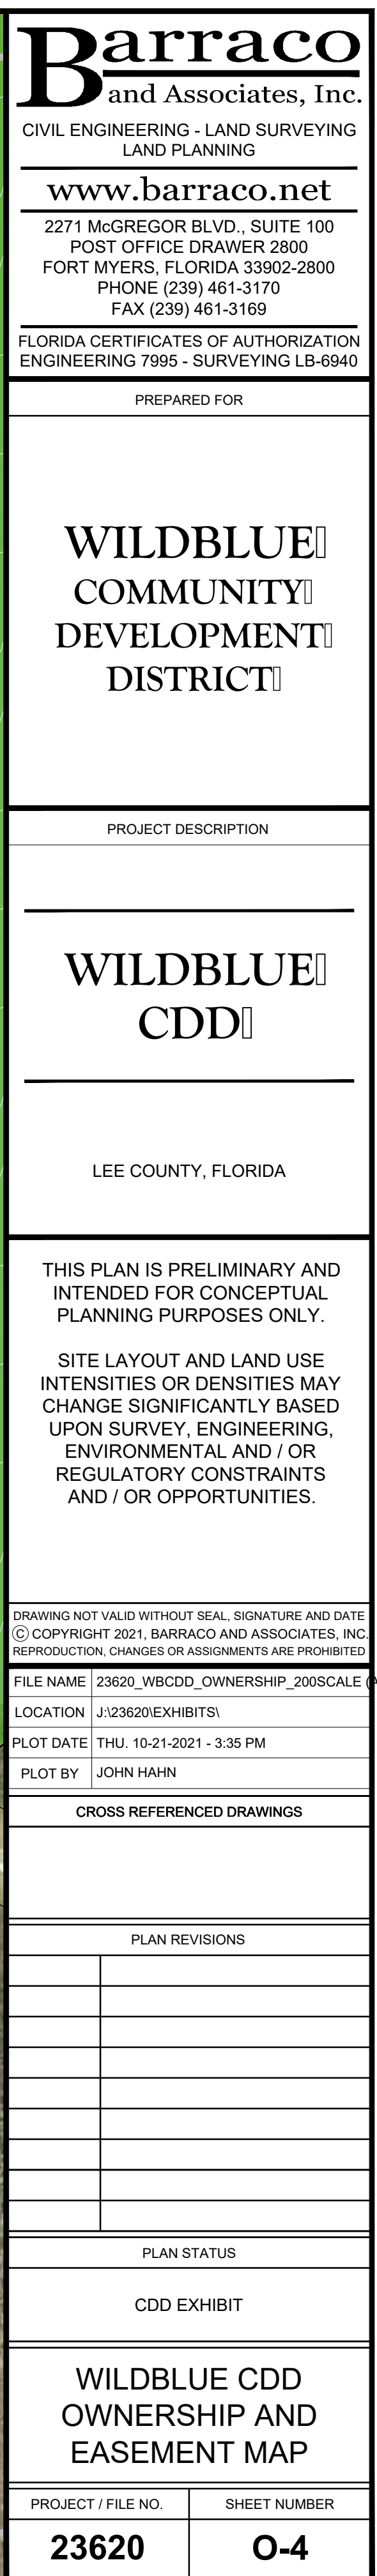 Barraco
and Associates, Inc.
CIVIL ENGINEERING - LAND SURVEYING
LAND PLANNING
www.barraco.net
2271 McGREGOR BLVD., SUITE 100
POST OFFICE DRAWER 2800
FORT MYERS, FLORIDA 33902-2800
PHONE (239) 461-3170
FAX (239) 461-3169
FLORIDA CERTIFICATES OF AUTHORIZATION
ENGINEERING 7995 - SURVEYING LB-6940
PREPARED FOR
WILDBLUE
COMMUNITY
DEVELOPMENT
DISTRICT
PROJECT DESCRIPTION
WILDBLUE
CDD
LEE COUNTY, FLORIDA
THIS PLAN IS PRELIMINARY AND
INTENDED FOR CONCEPTUAL
PLANNING PURPOSES ONLY.
SITE LAYOUT AND LAND USE
INTENSITIES OR DENSITIES MAY
CHANGE SIGNIFICANTLY BASED
UPON SURVEY, ENGINEERING,
ENVIRONMENTAL AND / OR
REGULATORY CONSTRAINTS
AND / OR OPPORTUNITIES.
DRAWING NOT VALID WITHOUT SEAL, SIGNATURE AND DATE
© COPYRIGHT 2021, BARRACO AND ASSOCIATES, INC.
REPRODUCTION, CHANGES OR ASSIGNMENTS ARE PROHIBITED
FILE NAME 23620_WBCDD_OWNERSHIP_200SCALE
LOCATION J:\23620\EXHIBITS\
PLOT DATE THU. 10-21-2021 - 3:35 PM
PLOT BY JOHN HAHN
CROSS REFERENCED DRAWINGS
PLAN REVISIONS
PLAN STATUS
CDD EXHIBIT
WILDBLUE CDD
OWNERSHIP AND
EASEMENT MAP
PROJECT / FILE NO. SHEET NUMBER
23620 O-4